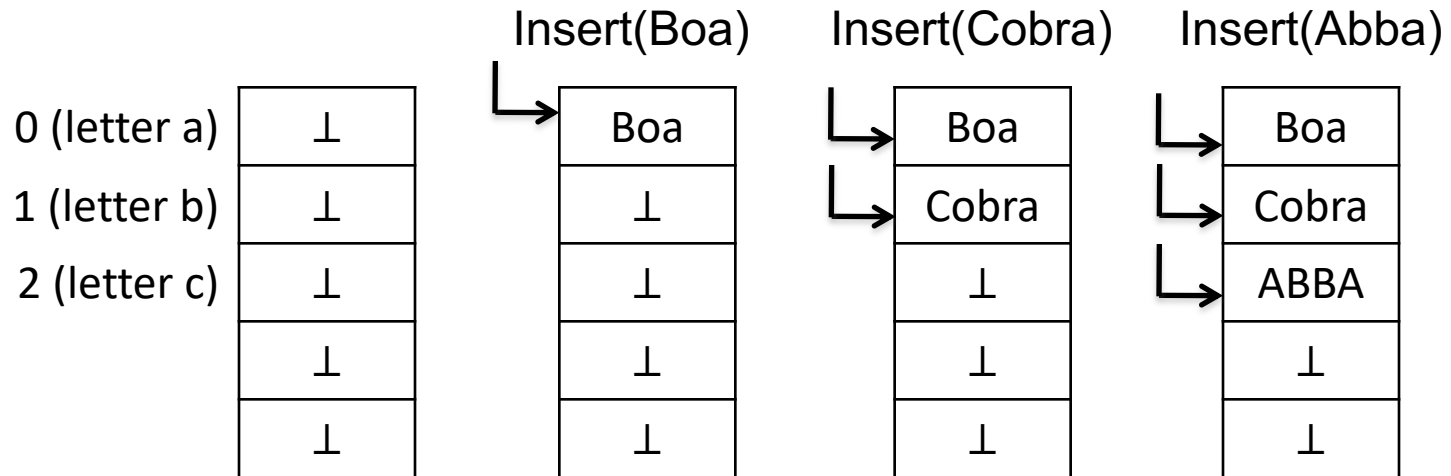 Insert(Boa) Insert(Cobra) Insert(Abba)
0 (letter a) ⊥ Boa Boa Boa
1 (letter b) ⊥ ⊥ Cobra Cobra
2 (letter c) ⊥ ⊥ ⊥ ABBA
⊥ ⊥ ⊥ ⊥
⊥ ⊥ ⊥ ⊥